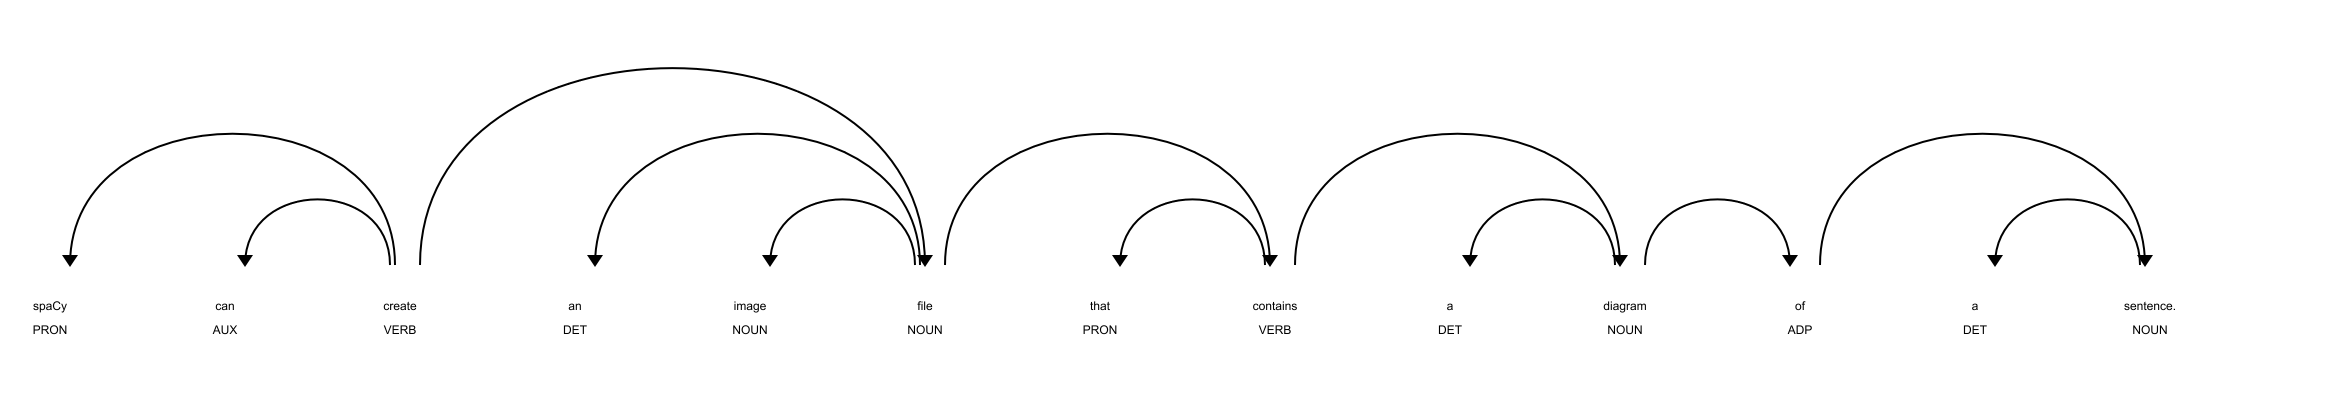 spaCy can create an image file that contains a diagram of a sentence.
PRON AUX VERB DET NOUN NOUN PRON VERB DET NOUN ADP DET NOUN